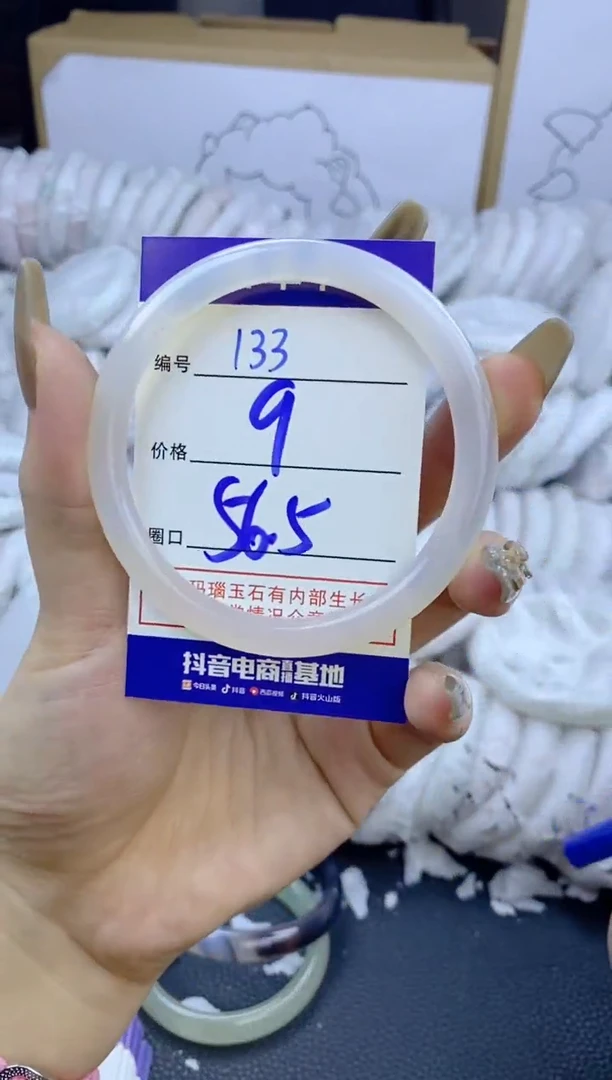 编号 133
价格 9
圈口 56.5
玛瑙玉石有内部生长
抖音电商直播基地
今日头条 抖音 西瓜视频 抖音火山版